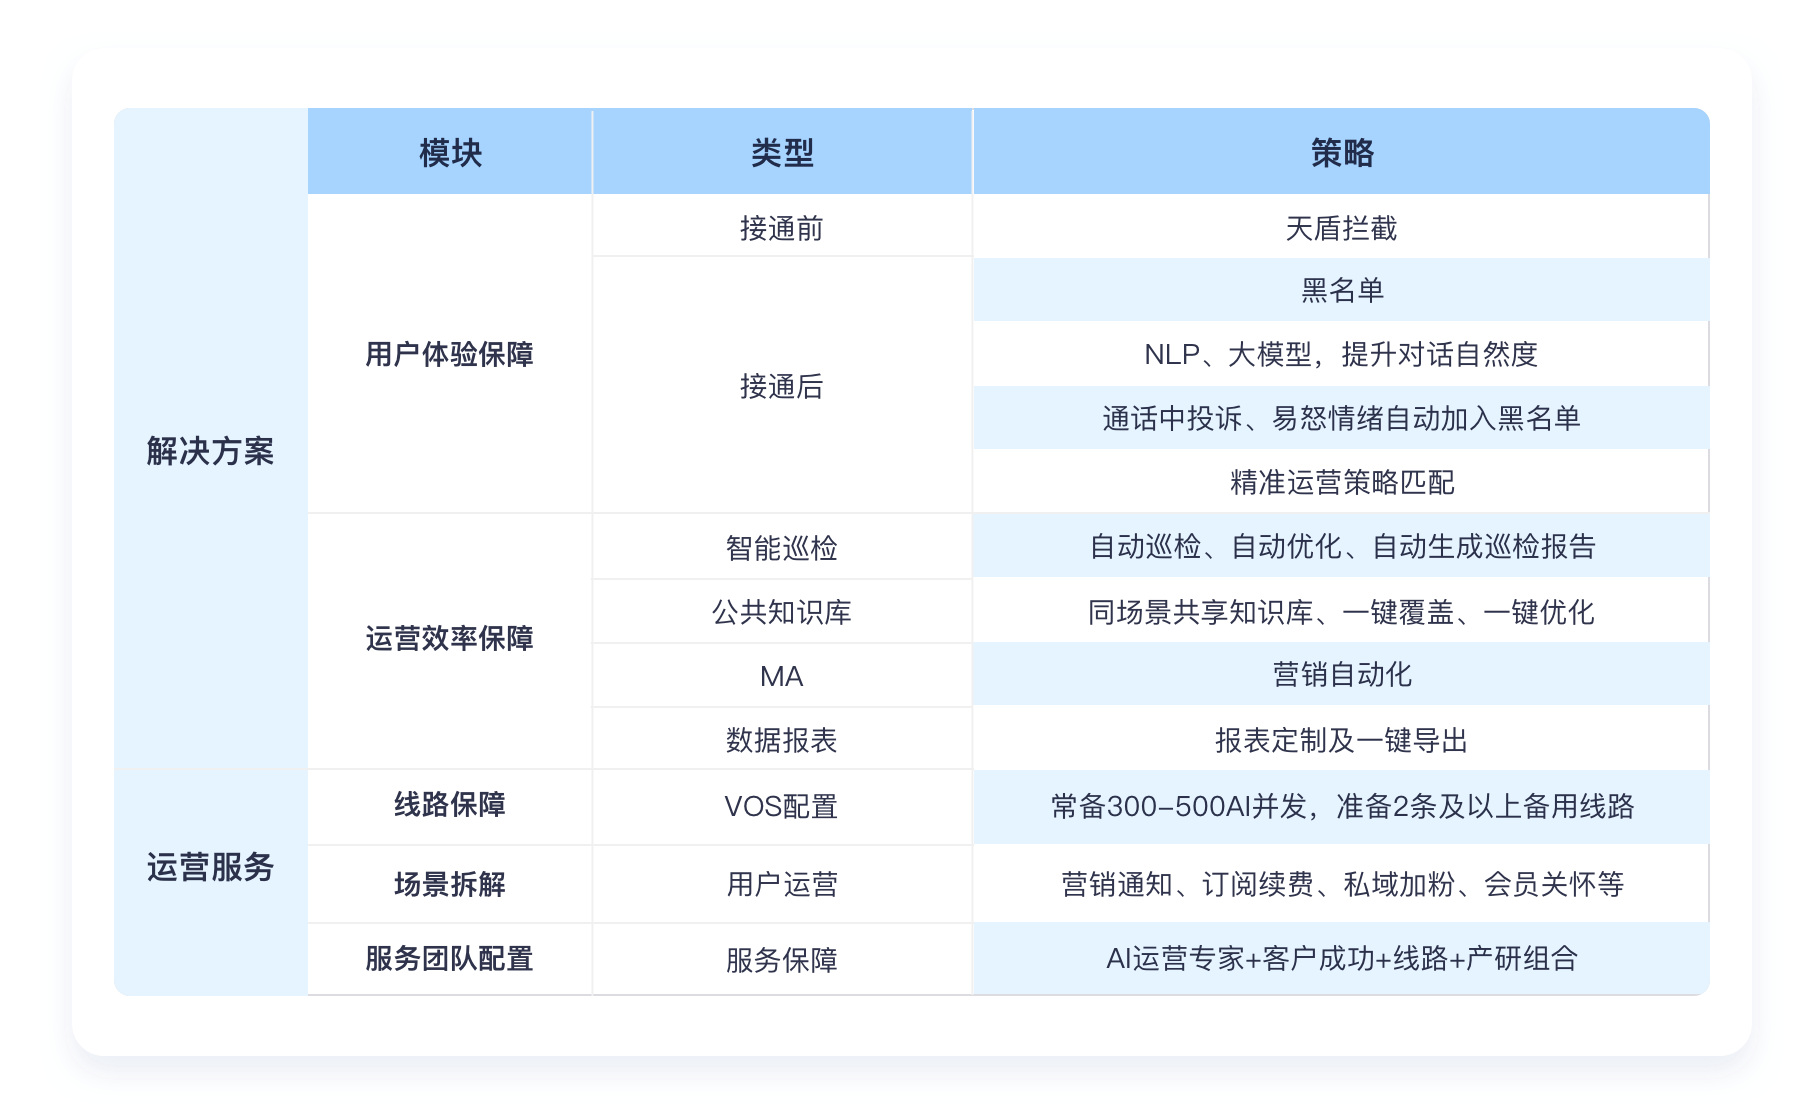 模块
类型
策略
解决方案
用户体验保障
接通前
天盾拦截
接通后
黑名单
NLP、大模型，提升对话自然度
通话中投诉、易怒情绪自动加入黑名单
精准运营策略匹配
运营效率保障
智能巡检
自动巡检、自动优化、自动生成巡检报告
公共知识库
同场景共享知识库、一键覆盖、一键优化
MA
营销自动化
数据报表
报表定制及一键导出
运营服务
线路保障
VOS配置
常备300-500AI并发，准备2条及以上备用线路
场景拆解
用户运营
营销通知、订阅续费、私域加粉、会员关怀等
服务团队配置
服务保障
AI运营专家+客户成功+线路+产研组合